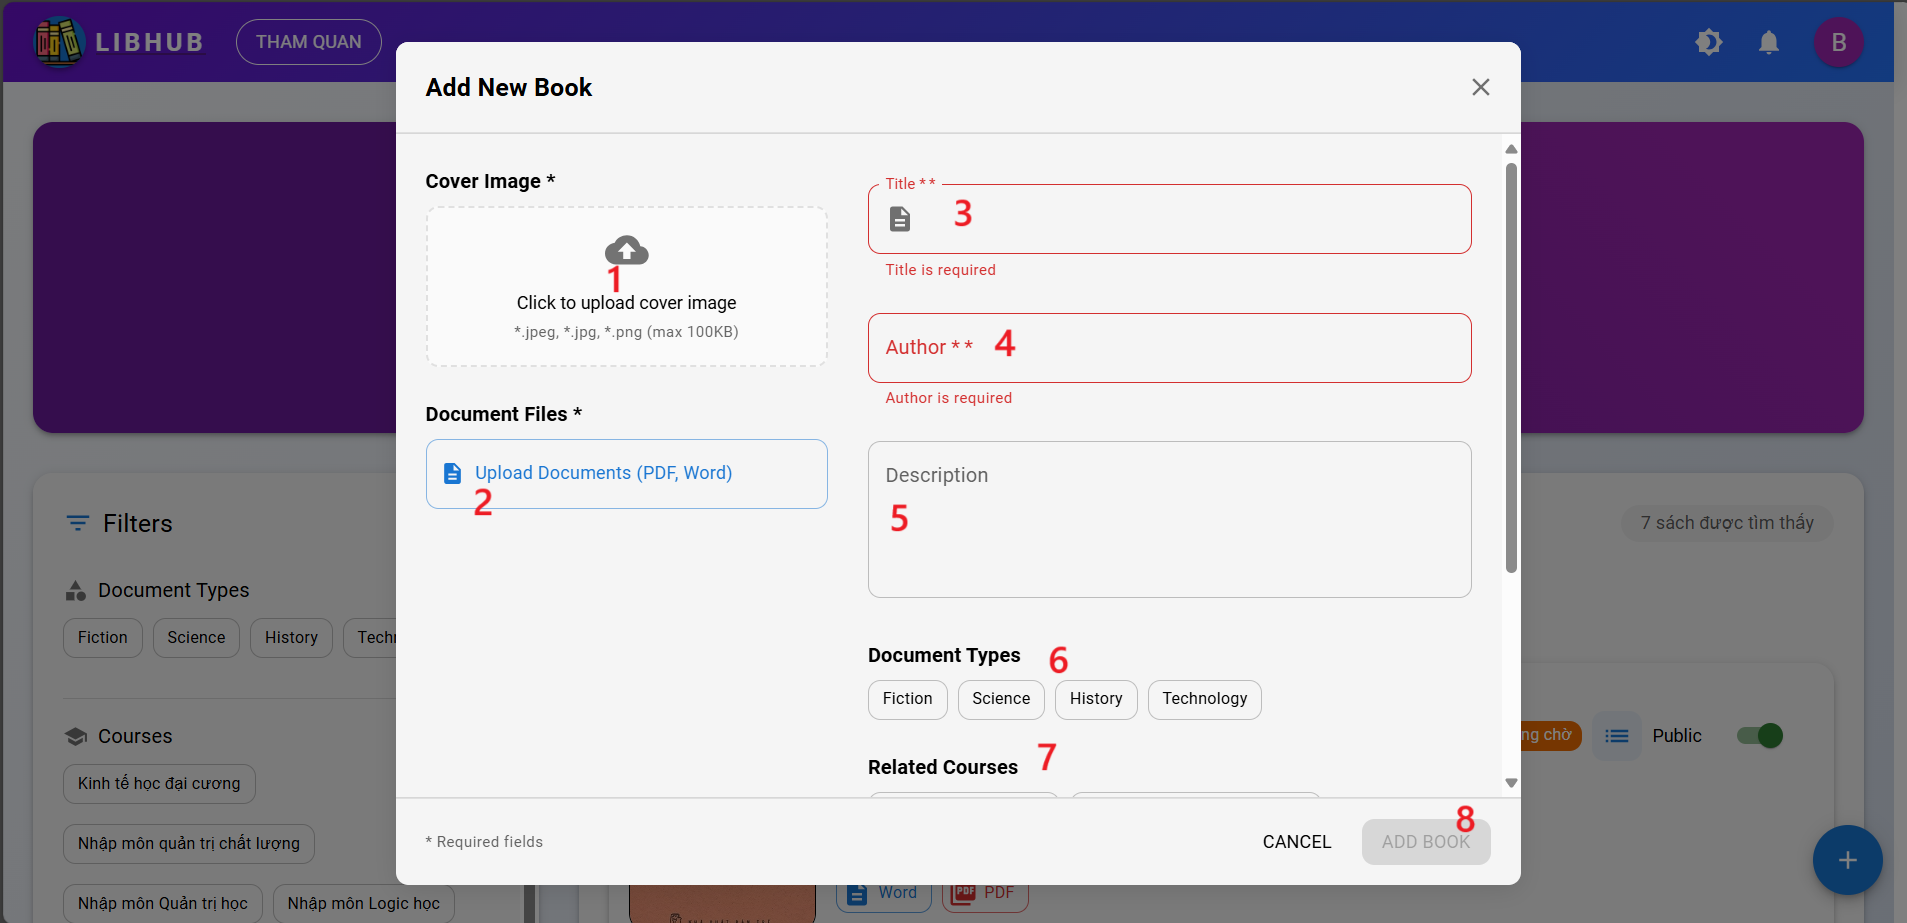 LIBHUB
THAM QUAN
B
Add New Book
Cover Image *
1
Click to upload cover image
*.jpeg, *.jpg, *.png (max 100KB)
Document Files *
Upload Documents (PDF, Word)
2
Title * *
3
Title is required
Author * *
4
Author is required
Description
5
Document Types
6
Fiction
Science
History
Technology
Related Courses
7
* Required fields
CANCEL
ADD BOOK
8
Filters
Document Types
Fiction
Science
History
Techn
Courses
Kinh tế học đại cương
Nhập môn quản trị chất lượng
Nhập môn Quản trị học
Nhập môn Logic học
7 sách được tìm thấy
ng chờ
Public
Word
PDF
PDF
+